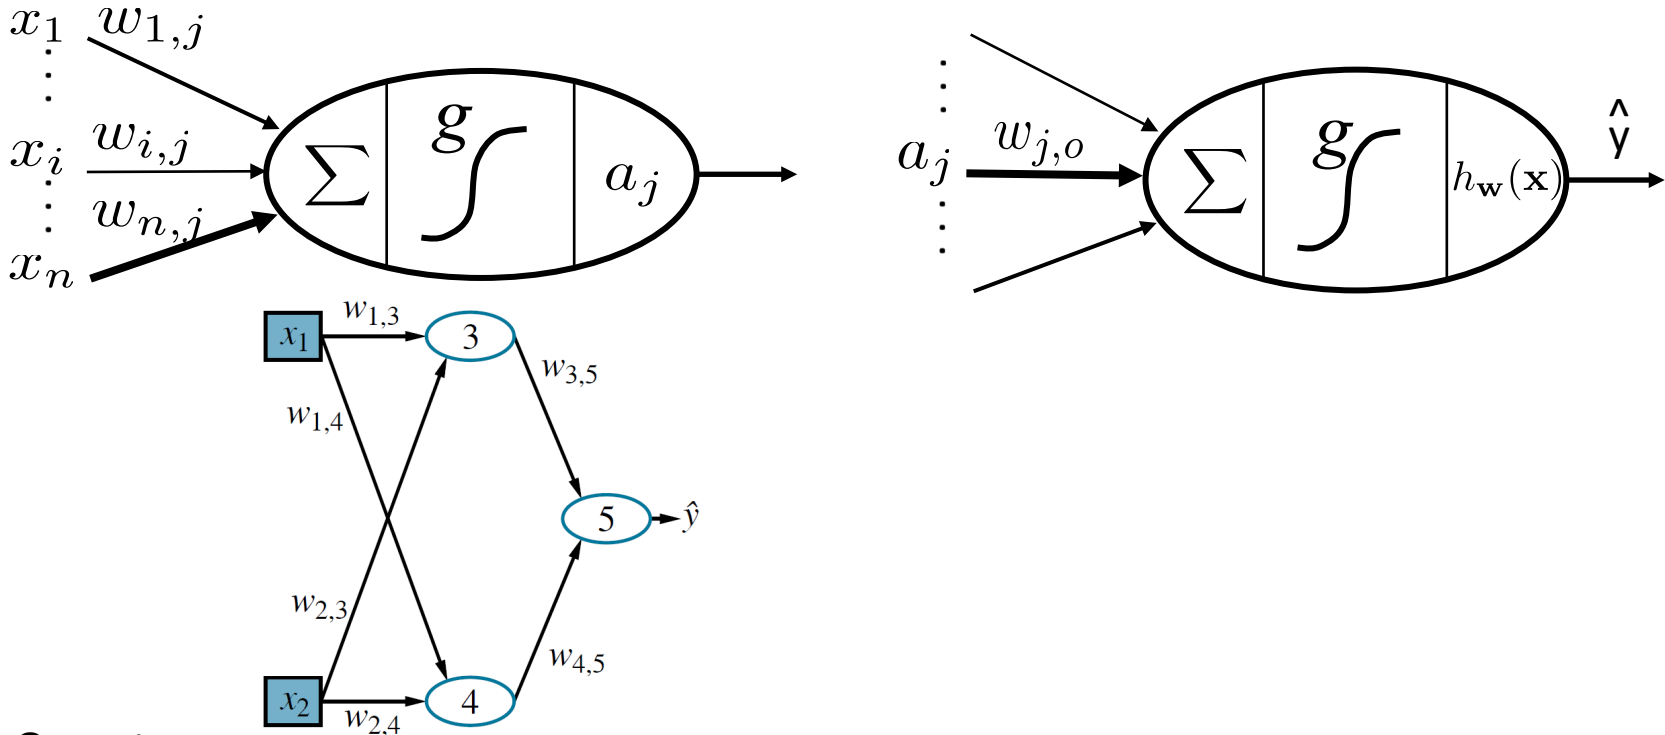 x₁ w₁,ⱼ
xᵢ wᵢ,ⱼ
wₙ,ⱼ
xₙ
∑ g aⱼ
aⱼ wⱼ,ₒ
∑ g h𝐰(𝐱)
ŷ
w₁,₃
x₁ 3
w₃,₅
w₁,₄
5 ŷ
w₂,₃
w₄,₅
x₂ 4
w₂,₄